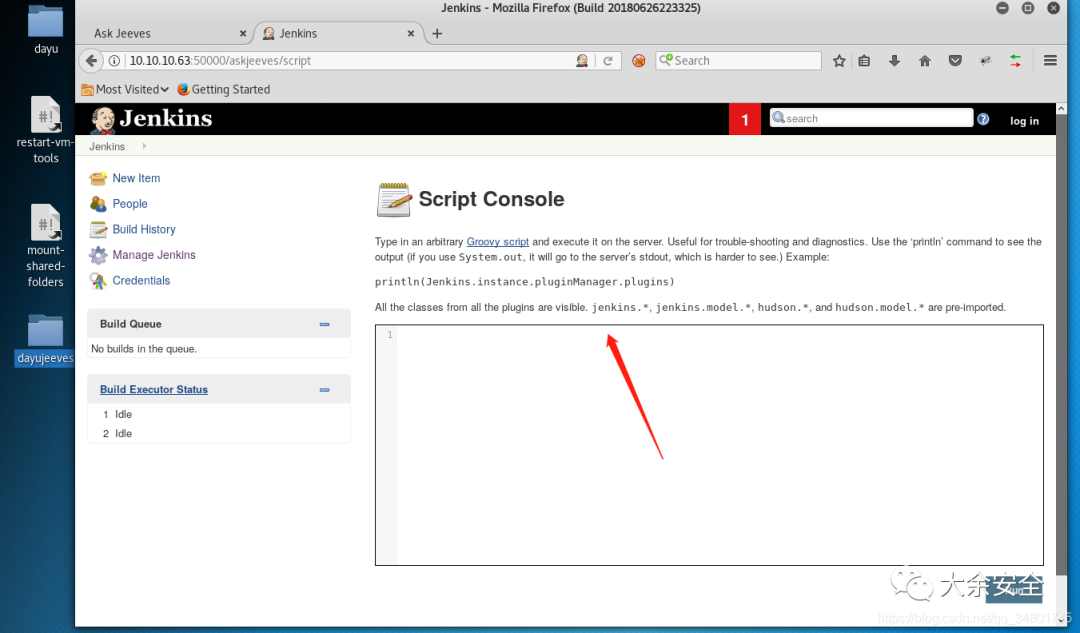 Jenkins - Mozilla Firefox (Build 20180626223325)
dayu
Ask Jeeves
Jenkins
10.10.10.63:50000/askjeeves/script
Search
Most Visited
Getting Started
restart-vm-
tools
Jenkins
1
search
log in
Jenkins
New Item
People
Build History
Manage Jenkins
Credentials
mount-
shared-
folders
Script Console
Type in an arbitrary Groovy script and execute it on the server. Useful for trouble-shooting and diagnostics. Use the ‘println’ command to see the
output (if you use System.out, it will go to the server’s stdout, which is harder to see.) Example:
println(Jenkins.instance.pluginManager.plugins)
All the classes from all the plugins are visible. jenkins.*, jenkins.model.*, hudson.*, and hudson.model.* are pre-imported.
Build Queue
No builds in the queue.
dayujeeves
Build Executor Status
1 Idle
2 Idle
1
大余安全